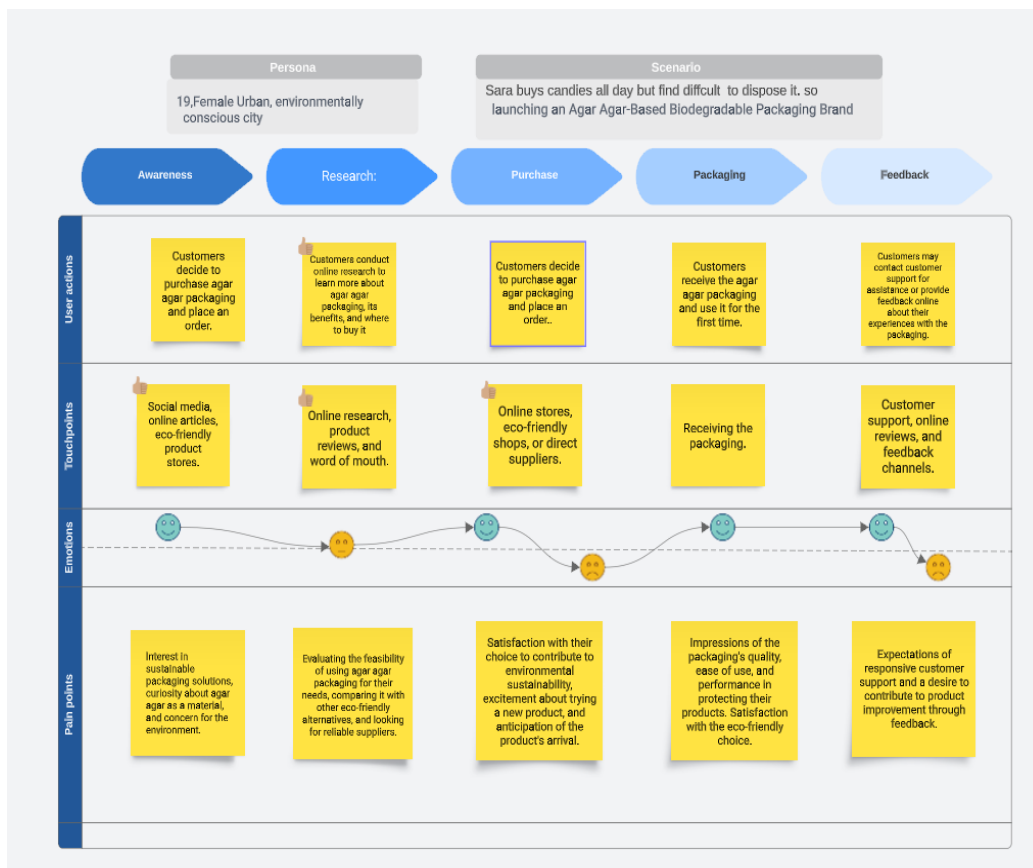 Persona
Scenario
19,Female Urban, environmentally
conscious city
Sara buys candies all day but find diffcult to dispose it. so
launching an Agar Agar-Based Biodegradable Packaging Brand
Awareness
Research:
Purchase
Packaging
Feedback
User actions
Customers
decide to
purchase agar
agar packaging
and place an
order.
Customers conduct
online research to
learn more about
agar agar
packaging, its
benefits, and where
to buy it
Customers decide
to purchase agar
agar packaging
and place an
order..
Customers
receive the agar
agar packaging
and use it for the
first time.
Customers may
contact customer
support for
assistance or provide
feedback online
about their
experiences with the
packaging.
Touchpoints
Social media,
online articles,
eco-friendly
product
stores.
Online research,
product
reviews, and
word of mouth.
Online stores,
eco-friendly
shops, or direct
suppliers.
Receiving the
packaging.
Customer
support, online
reviews, and
feedback
channels.
Emotions
Pain points
Interest in
sustainable
packaging solutions,
curiosity about agar
agar as a material,
and concern for the
environment.
Evaluating the feasibility
of using agar agar
packaging for their
needs, comparing it with
other eco-friendly
alternatives, and looking
for reliable suppliers.
Satisfaction with their
choice to contribute to
environmental
sustainability,
excitement about trying
a new product, and
anticipation of the
product's arrival.
Impressions of the
packaging's quality,
ease of use, and
performance in
protecting their
products. Satisfaction
with the eco-friendly
choice.
Expectations of
responsive customer
support and a desire to
contribute to product
improvement through
feedback.